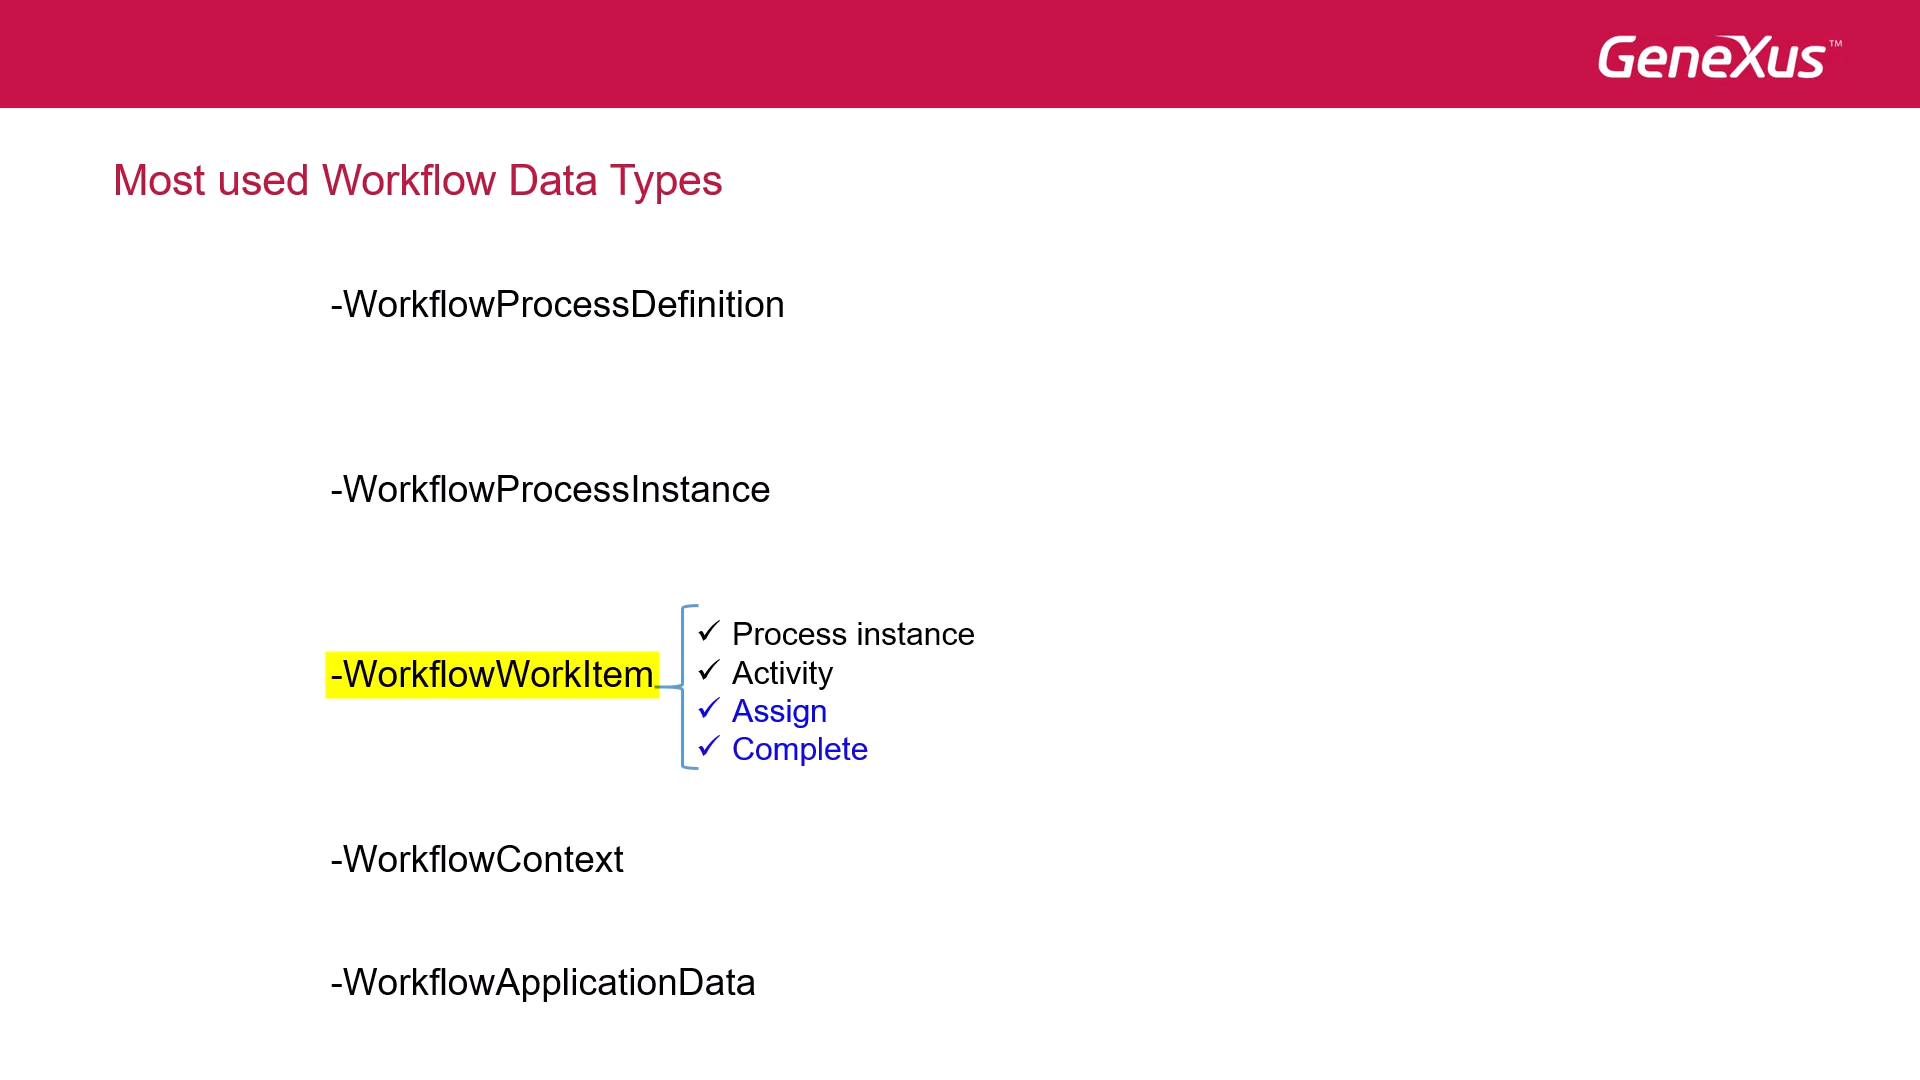 GeneXus™
Most used Workflow Data Types
-WorkflowProcessDefinition
-WorkflowProcessInstance
-WorkflowWorkItem
✓ Process instance
✓ Activity
✓ Assign
✓ Complete
-WorkflowContext
-WorkflowApplicationData